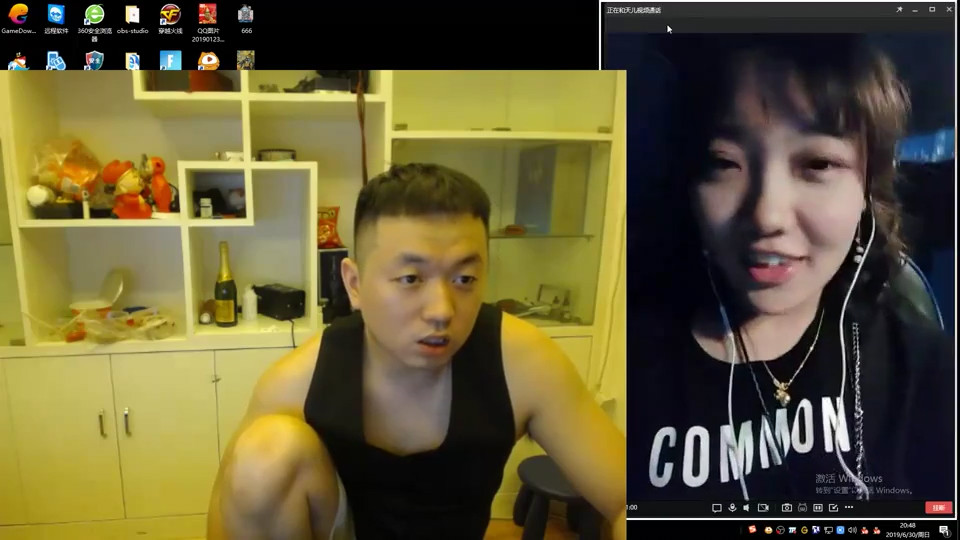 正在和天儿视频通话
GameDow...
远程软件
360安全浏览器
obs-studio
穿越火线
QQ图片20190123...
666
COMMON
激活 Windows
转到"设置"以激活 Windows。
1:00
挂断
20:48
2019/6/30/周日